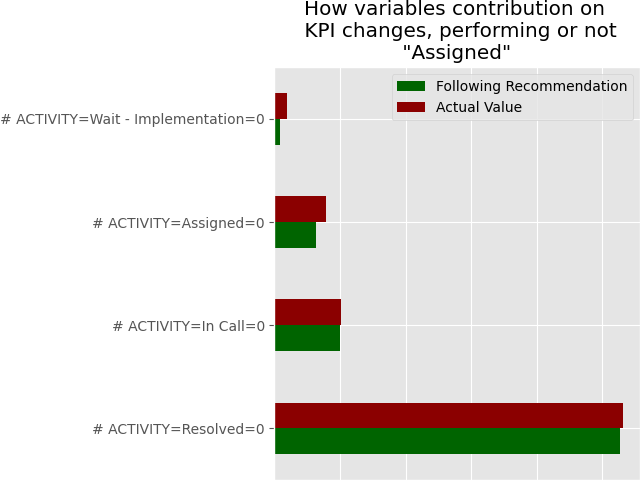 How variables contribution on
KPI changes, performing or not
"Assigned"
Following Recommendation
Actual Value
# ACTIVITY=Wait - Implementation=0
# ACTIVITY=Assigned=0
# ACTIVITY=In Call=0
# ACTIVITY=Resolved=0